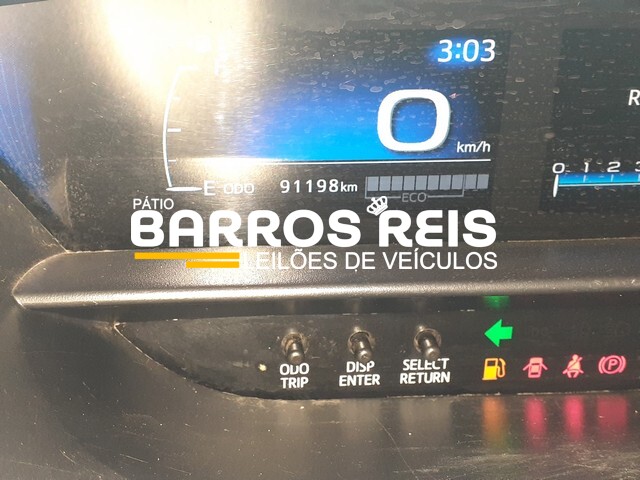 3:03
0
km/h
R
0 1 2 3
E ODO 91198km
ECO
PÁTIO
BARROS REIS
LEILÕES DE VEÍCULOS
ODO TRIP
DISP ENTER
SELECT RETURN